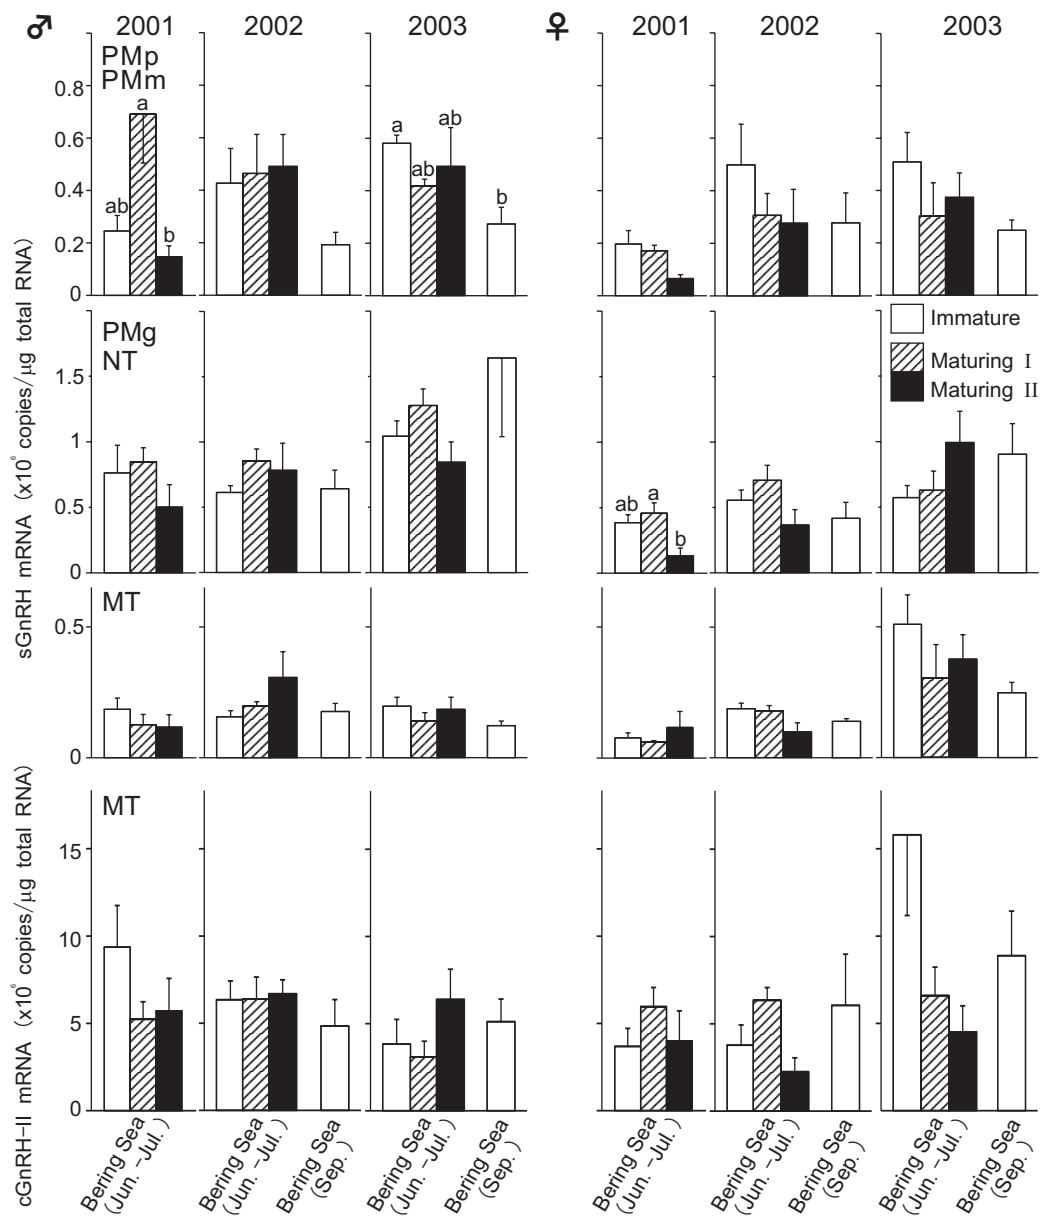 ♂ 2001 2002 2003 ♀ 2001 2002 2003
PMp
PMm
0.8
0.6
0.4
0.2
0
a
ab
b
a
ab
ab
b
PMg
NT
1.5
1
0.5
0
ab
a
b
Immature
Maturing I
Maturing II
sGnRH mRNA (x10⁶ copies/μg total RNA)
MT
0.5
0
MT
15
10
5
0
cGnRH-II mRNA (x10⁶ copies/μg total RNA)
Bering Sea
(Jun. -Jul.)
Bering Sea
(Jun. -Jul.)
Bering Sea
(Sep.)
Bering Sea
(Jun. -Jul.)
Bering Sea
(Sep.)
Bering Sea
(Jun. -Jul.)
Bering Sea
(Jun. -Jul.)
Bering Sea
(Sep.)
Bering Sea
(Jun. -Jul.)
Bering Sea
(Sep.)